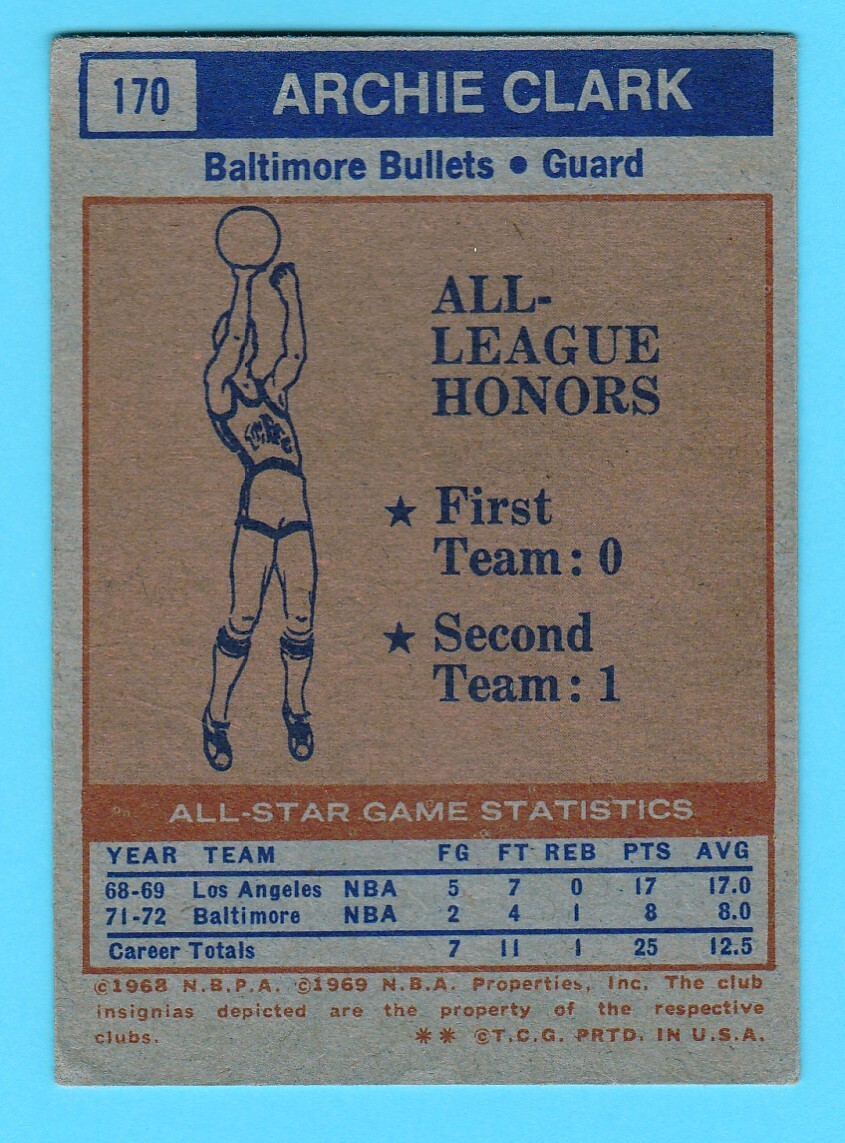 170 ARCHIE CLARK
Baltimore Bullets • Guard
ALL-
LEAGUE
HONORS
★ First
Team: 0
★ Second
Team: 1
ALL-STAR GAME STATISTICS
YEAR TEAM FG FT REB PTS AVG
68-69 Los Angeles NBA 5 7 0 17 17.0
71-72 Baltimore NBA 2 4 1 8 8.0
Career Totals 7 11 1 25 12.5
©1968 N.B.P.A. ©1969 N.B.A. Properties, Inc. The club
insignias depicted are the property of the respective
clubs. ** ©T.C.G. PRTD. IN U.S.A.